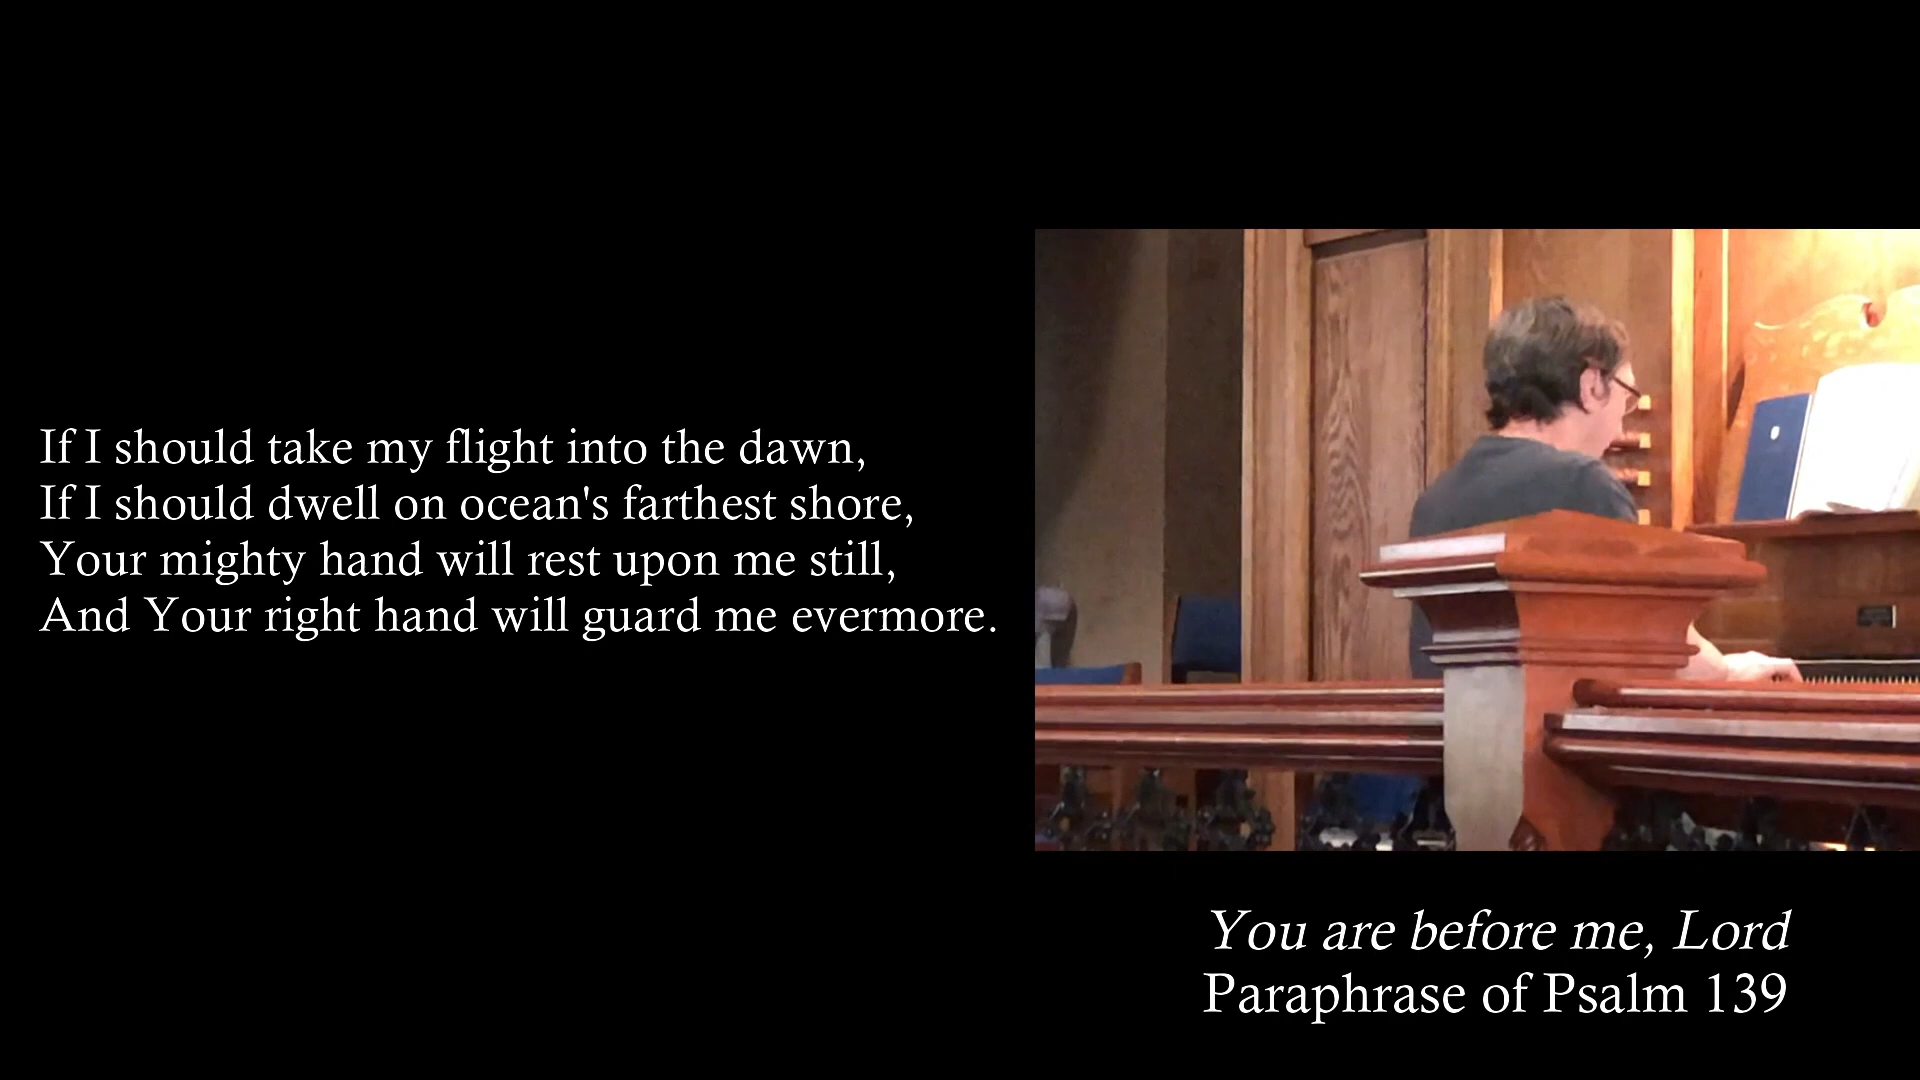 If I should take my flight into the dawn,
If I should dwell on ocean's farthest shore,
Your mighty hand will rest upon me still,
And Your right hand will guard me evermore.
You are before me, Lord
Paraphrase of Psalm 139